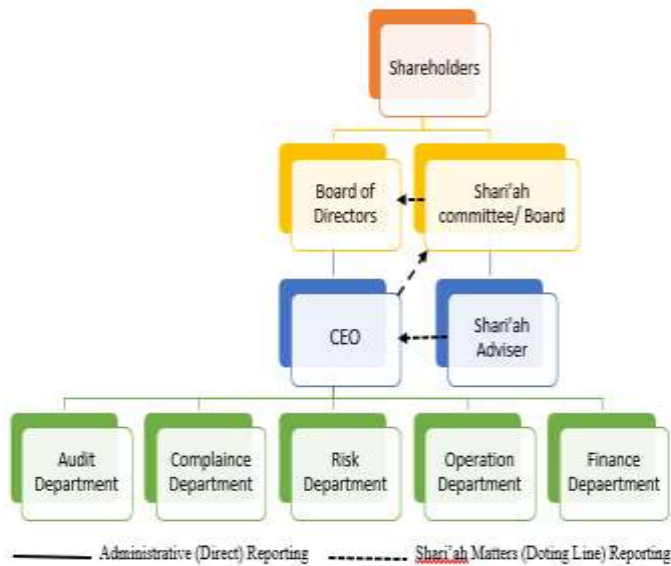 Shareholders
Board of
Directors
Shari'ah
committee/ Board
CEO
Shari'ah
Adviser
Audit
Department
Complaince
Department
Risk
Department
Operation
Department
Finance
Depaertment
Administrative (Direct) Reporting
Shari'ah Matters (Doting Line) Reporting